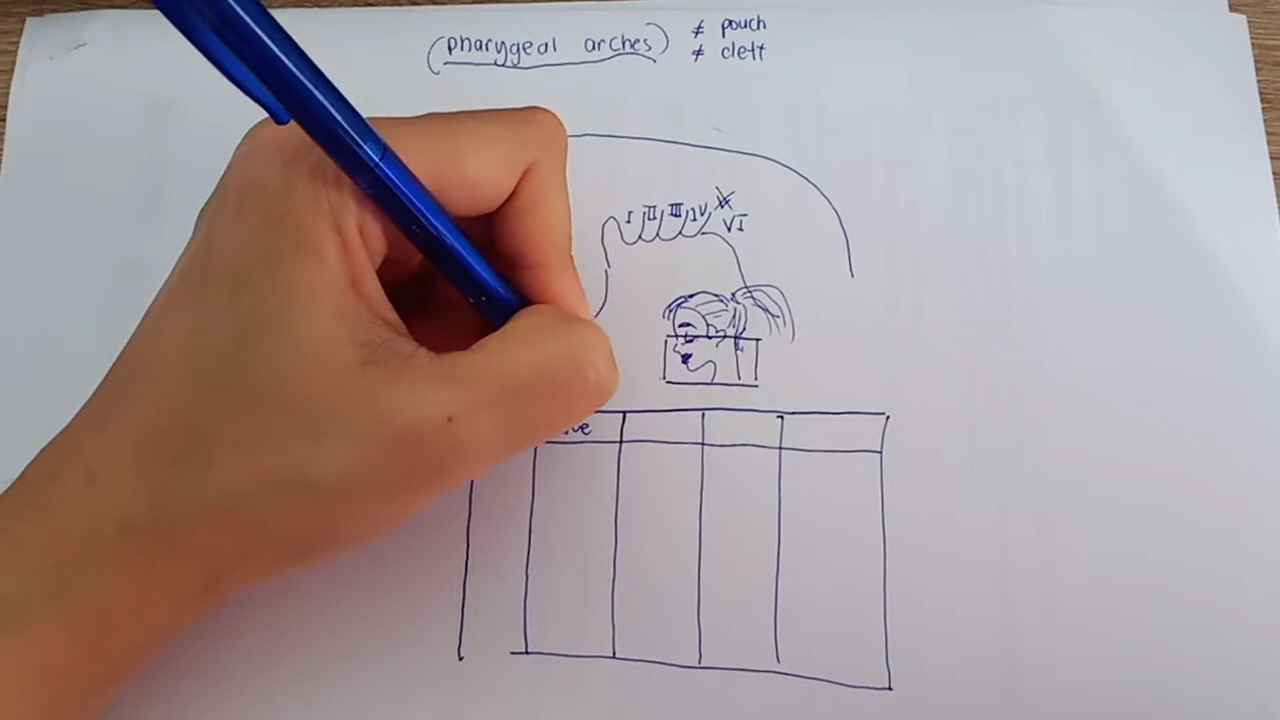 (pharygeal arches)
≠ pouch
≠ cleft
I II III IV V
VI